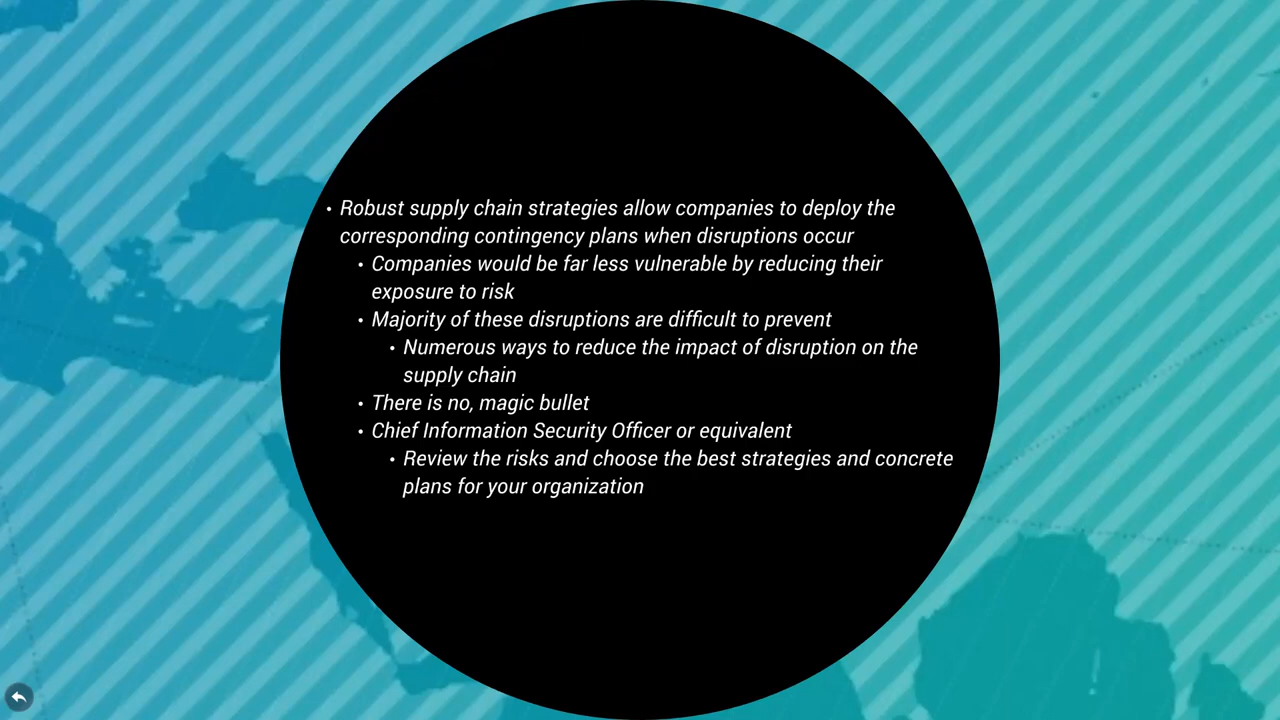 • Robust supply chain strategies allow companies to deploy the
corresponding contingency plans when disruptions occur
• Companies would be far less vulnerable by reducing their
exposure to risk
• Majority of these disruptions are difficult to prevent
• Numerous ways to reduce the impact of disruption on the
supply chain
• There is no, magic bullet
• Chief Information Security Officer or equivalent
• Review the risks and choose the best strategies and concrete
plans for your organization